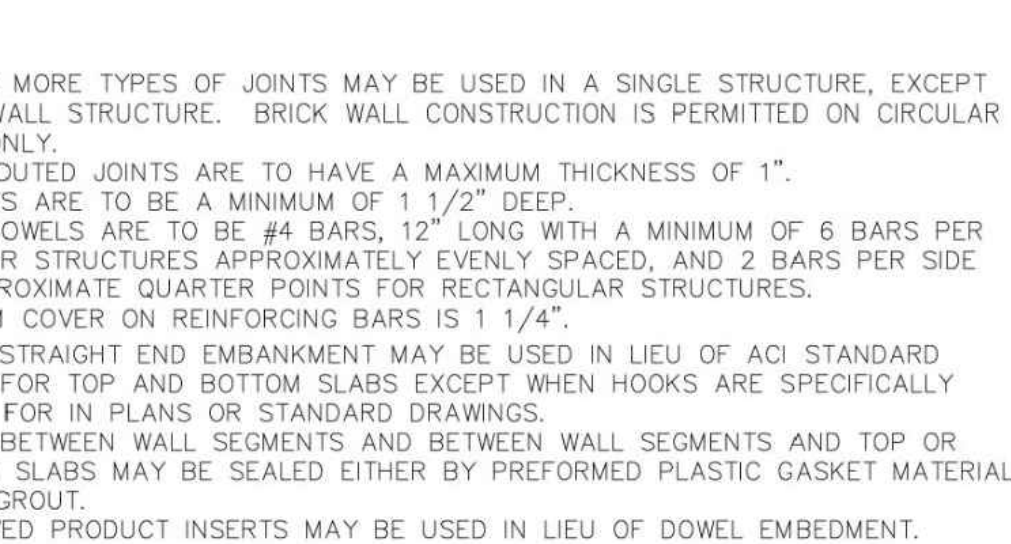 MORE TYPES OF JOINTS MAY BE USED IN A SINGLE STRUCTURE, EXCEPT
WALL STRUCTURE. BRICK WALL CONSTRUCTION IS PERMITTED ON CIRCULAR
ONLY.
JOINTS ARE TO HAVE A MAXIMUM THICKNESS OF 1".
ARE TO BE A MINIMUM OF 1 1/2" DEEP.
OWELS ARE TO BE #4 BARS, 12" LONG WITH A MINIMUM OF 6 BARS PER
R STRUCTURES APPROXIMATELY EVENLY SPACED, AND 2 BARS PER SIDE
ROXIMATE QUARTER POINTS FOR RECTANGULAR STRUCTURES.
COVER ON REINFORCING BARS IS 1 1/4".
STRAIGHT END EMBANKMENT MAY BE USED IN LIEU OF ACI STANDARD
FOR TOP AND BOTTOM SLABS EXCEPT WHEN HOOKS ARE SPECIFICALLY
FOR IN PLANS OR STANDARD DRAWINGS.
BETWEEN WALL SEGMENTS AND BETWEEN WALL SEGMENTS AND TOP OR
SLABS MAY BE SEALED EITHER BY PREFORMED PLASTIC GASKET MATERIAL
GROUT.
ED PRODUCT INSERTS MAY BE USED IN LIEU OF DOWEL EMBEDMENT.